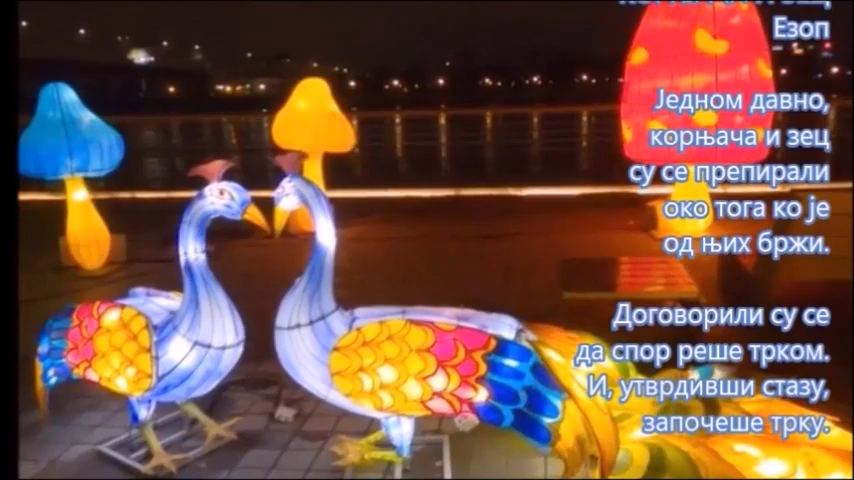 Езоп
Једном давно,
корњача и зец
су се препирали
око тога ко је
од њих бржи.
Договорили су се
да спор реше трком.
И, утврдивши стазу,
започеше трку.